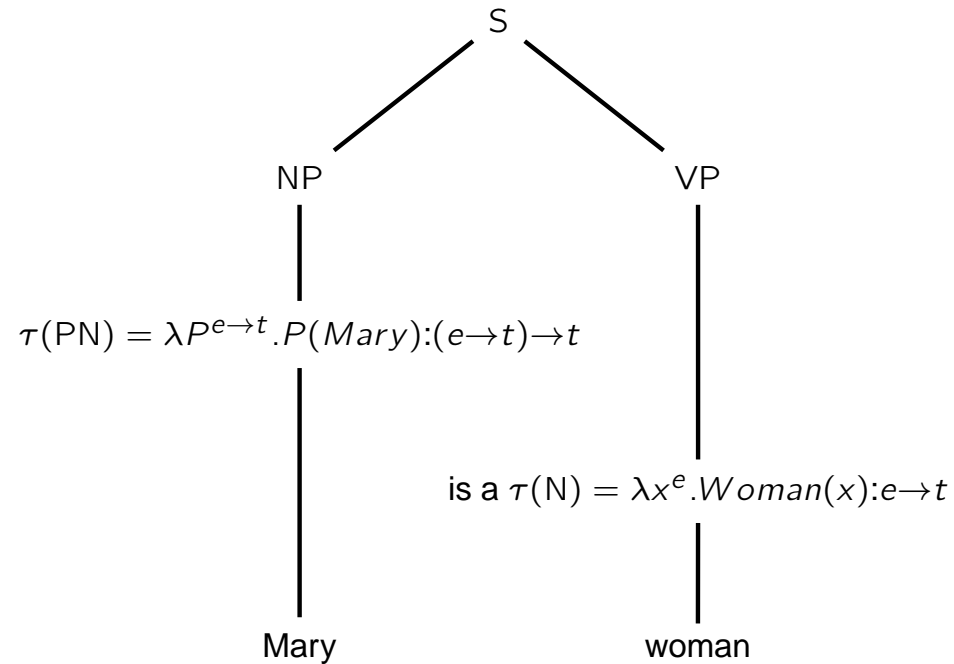 S
NP VP
τ(PN) = λP^{e→t}.P(Mary):(e→t)→t
is a τ(N) = λx^{e}.Woman(x):e→t
Mary woman